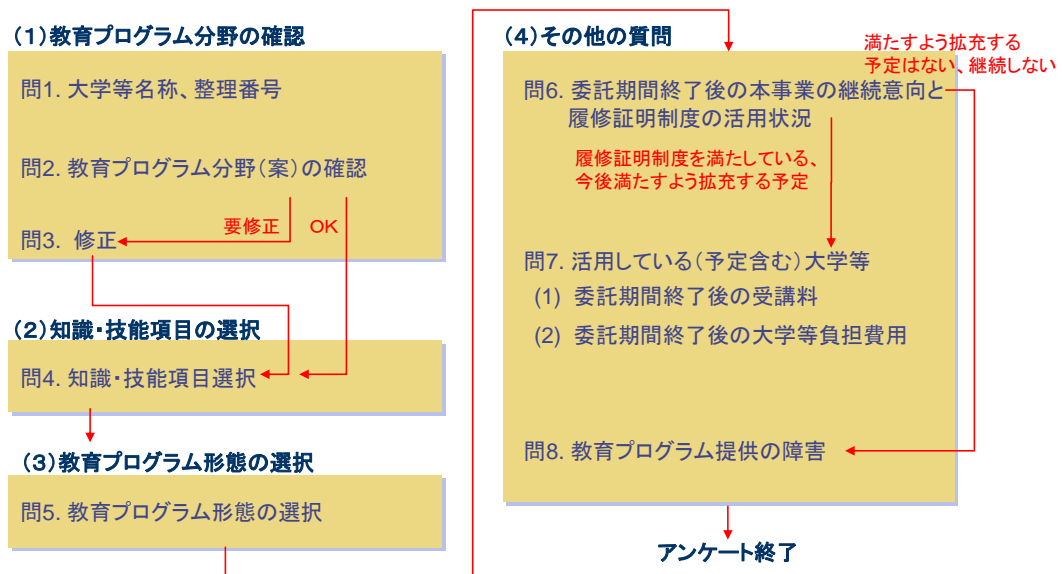 (1)教育プログラム分野の確認
問1. 大学等名称、整理番号
問2. 教育プログラム分野(案)の確認
要修正
OK
問3. 修正
(2)知識・技能項目の選択
問4. 知識・技能項目選択
(3)教育プログラム形態の選択
問5. 教育プログラム形態の選択
(4)その他の質問
満たすよう拡充する
予定はない、継続しない
問6. 委託期間終了後の本事業の継続意向と
履修証明制度の活用状況
履修証明制度を満たしている、
今後満たすよう拡充する予定
問7. 活用している(予定含む)大学等
(1) 委託期間終了後の受講料
(2) 委託期間終了後の大学等負担費用
問8. 教育プログラム提供の障害
アンケート終了